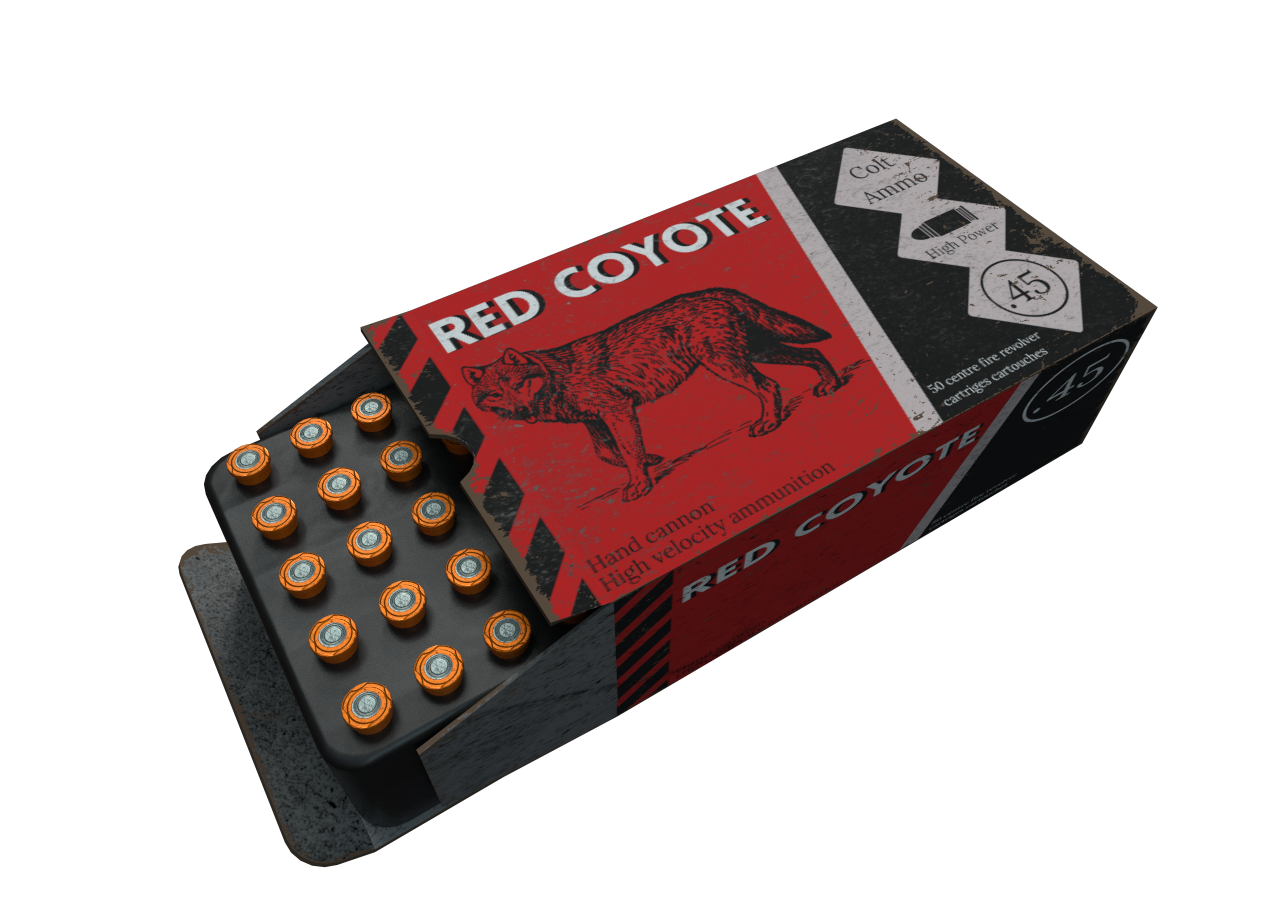 RED COYOTE
Hand cannon
High velocity ammunition
Colt
Ammo
High Power
.45
50 centre fire revolver
cartriges cartouches
RED COYOTE
.45